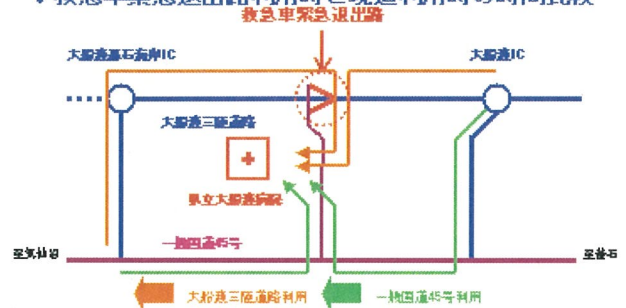 救急車緊急退出路
大船渡碁石海岸IC
大船渡IC
大船渡三陸道路
県立大船渡病院
至気仙沼
一般国道45号
至釜石
大船渡三陸道路利用
一般国道45号利用